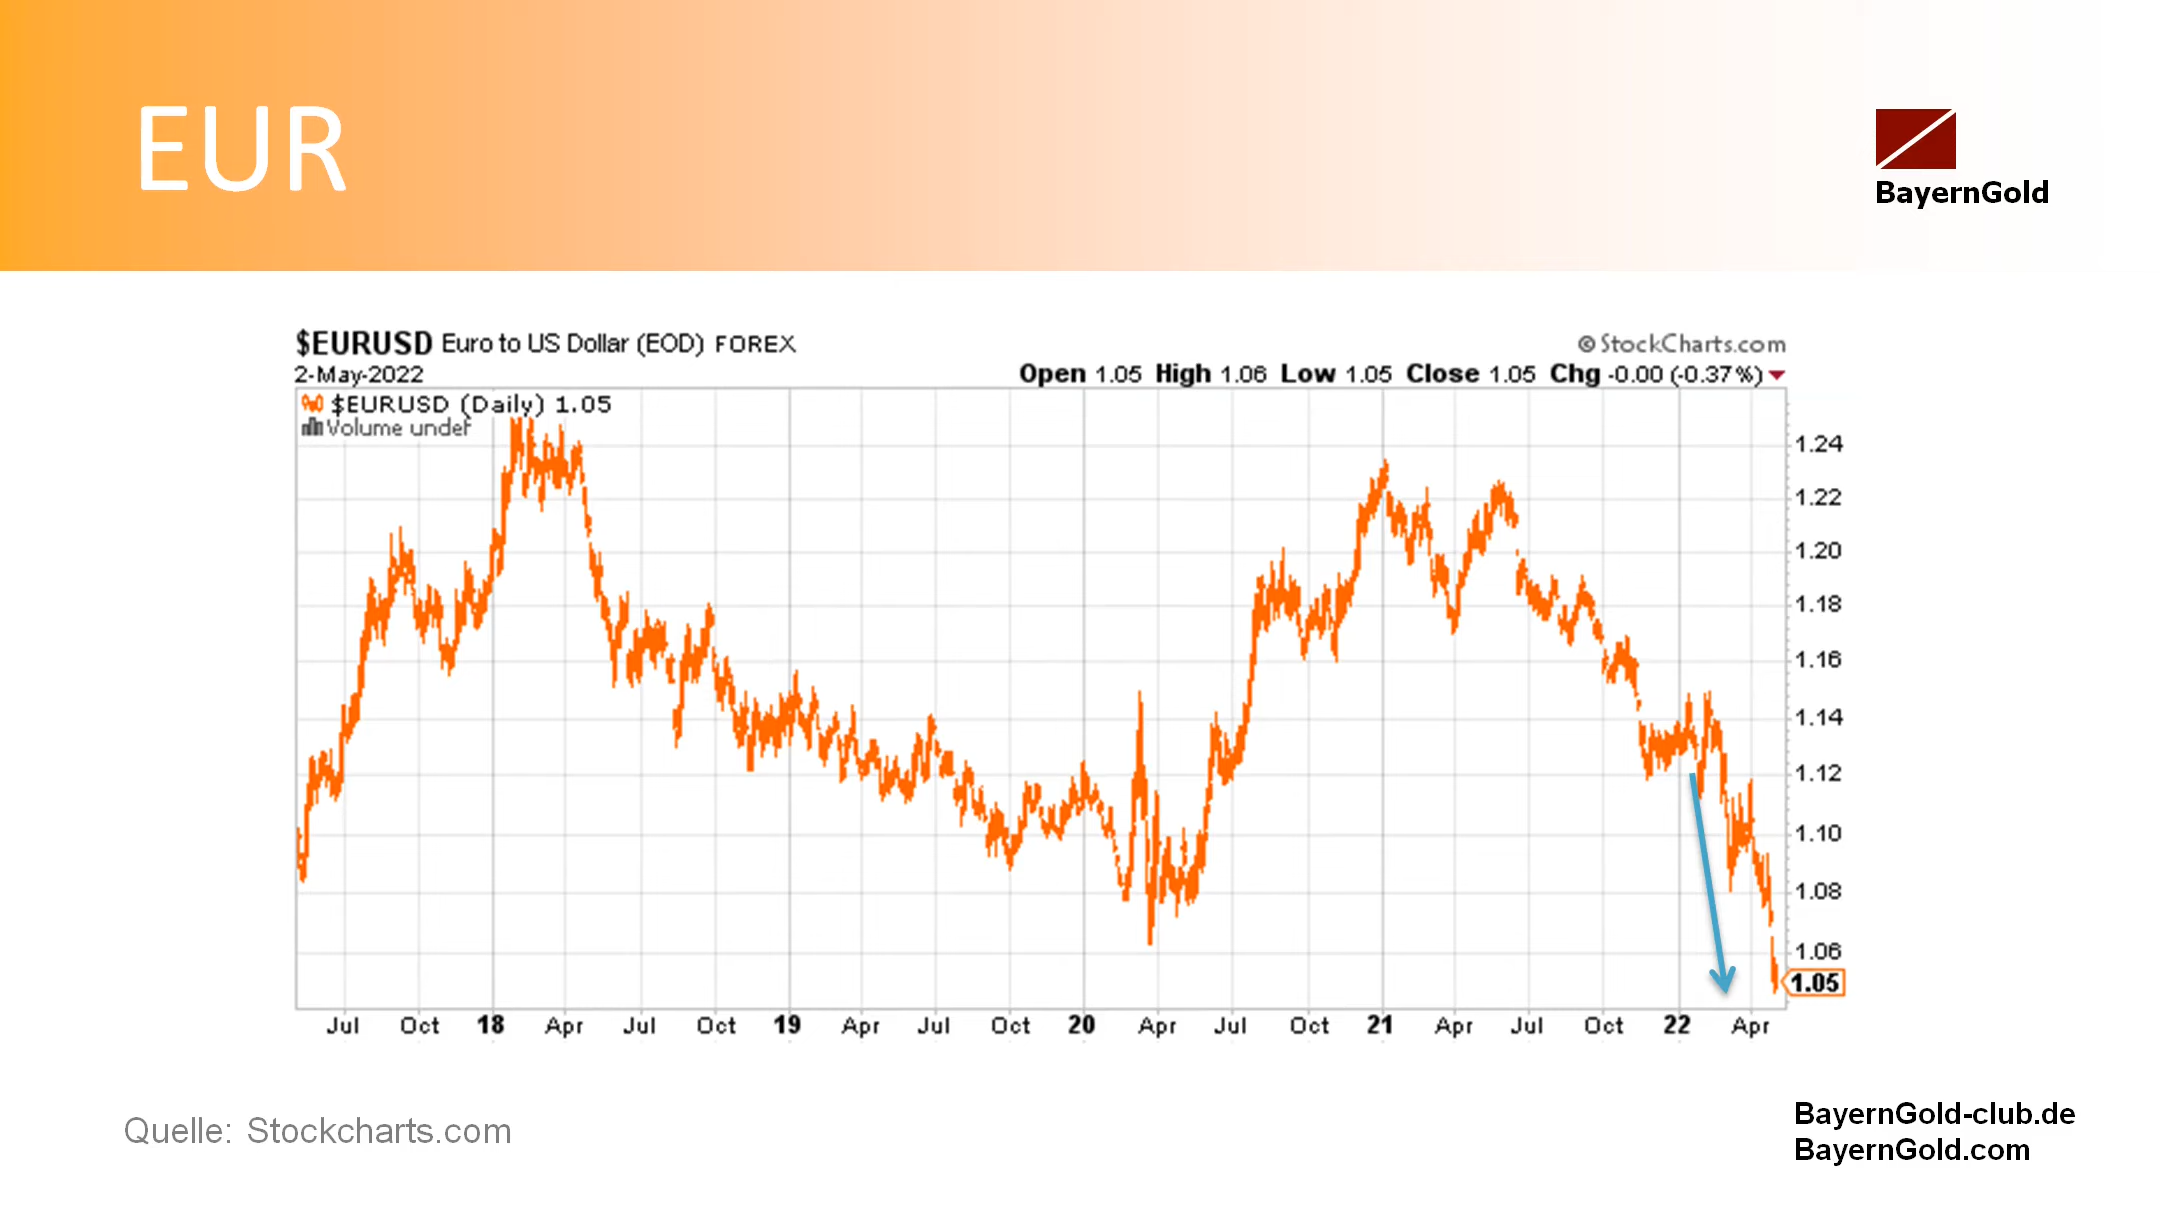 EUR
BayernGold
$EURUSD Euro to US Dollar (EOD) FOREX
© StockCharts.com
2-May-2022
Open 1.05 High 1.06 Low 1.05 Close 1.05 Chg -0.00 (-0.37%)
$EURUSD (Daily) 1.05
Volume undef
1.24
1.22
1.20
1.18
1.16
1.14
1.12
1.10
1.08
1.06
1.05
Jul Oct 18 Apr Jul Oct 19 Apr Jul Oct 20 Apr Jul Oct 21 Apr Jul Oct 22 Apr
Quelle: Stockcharts.com
BayernGold-club.de
BayernGold.com